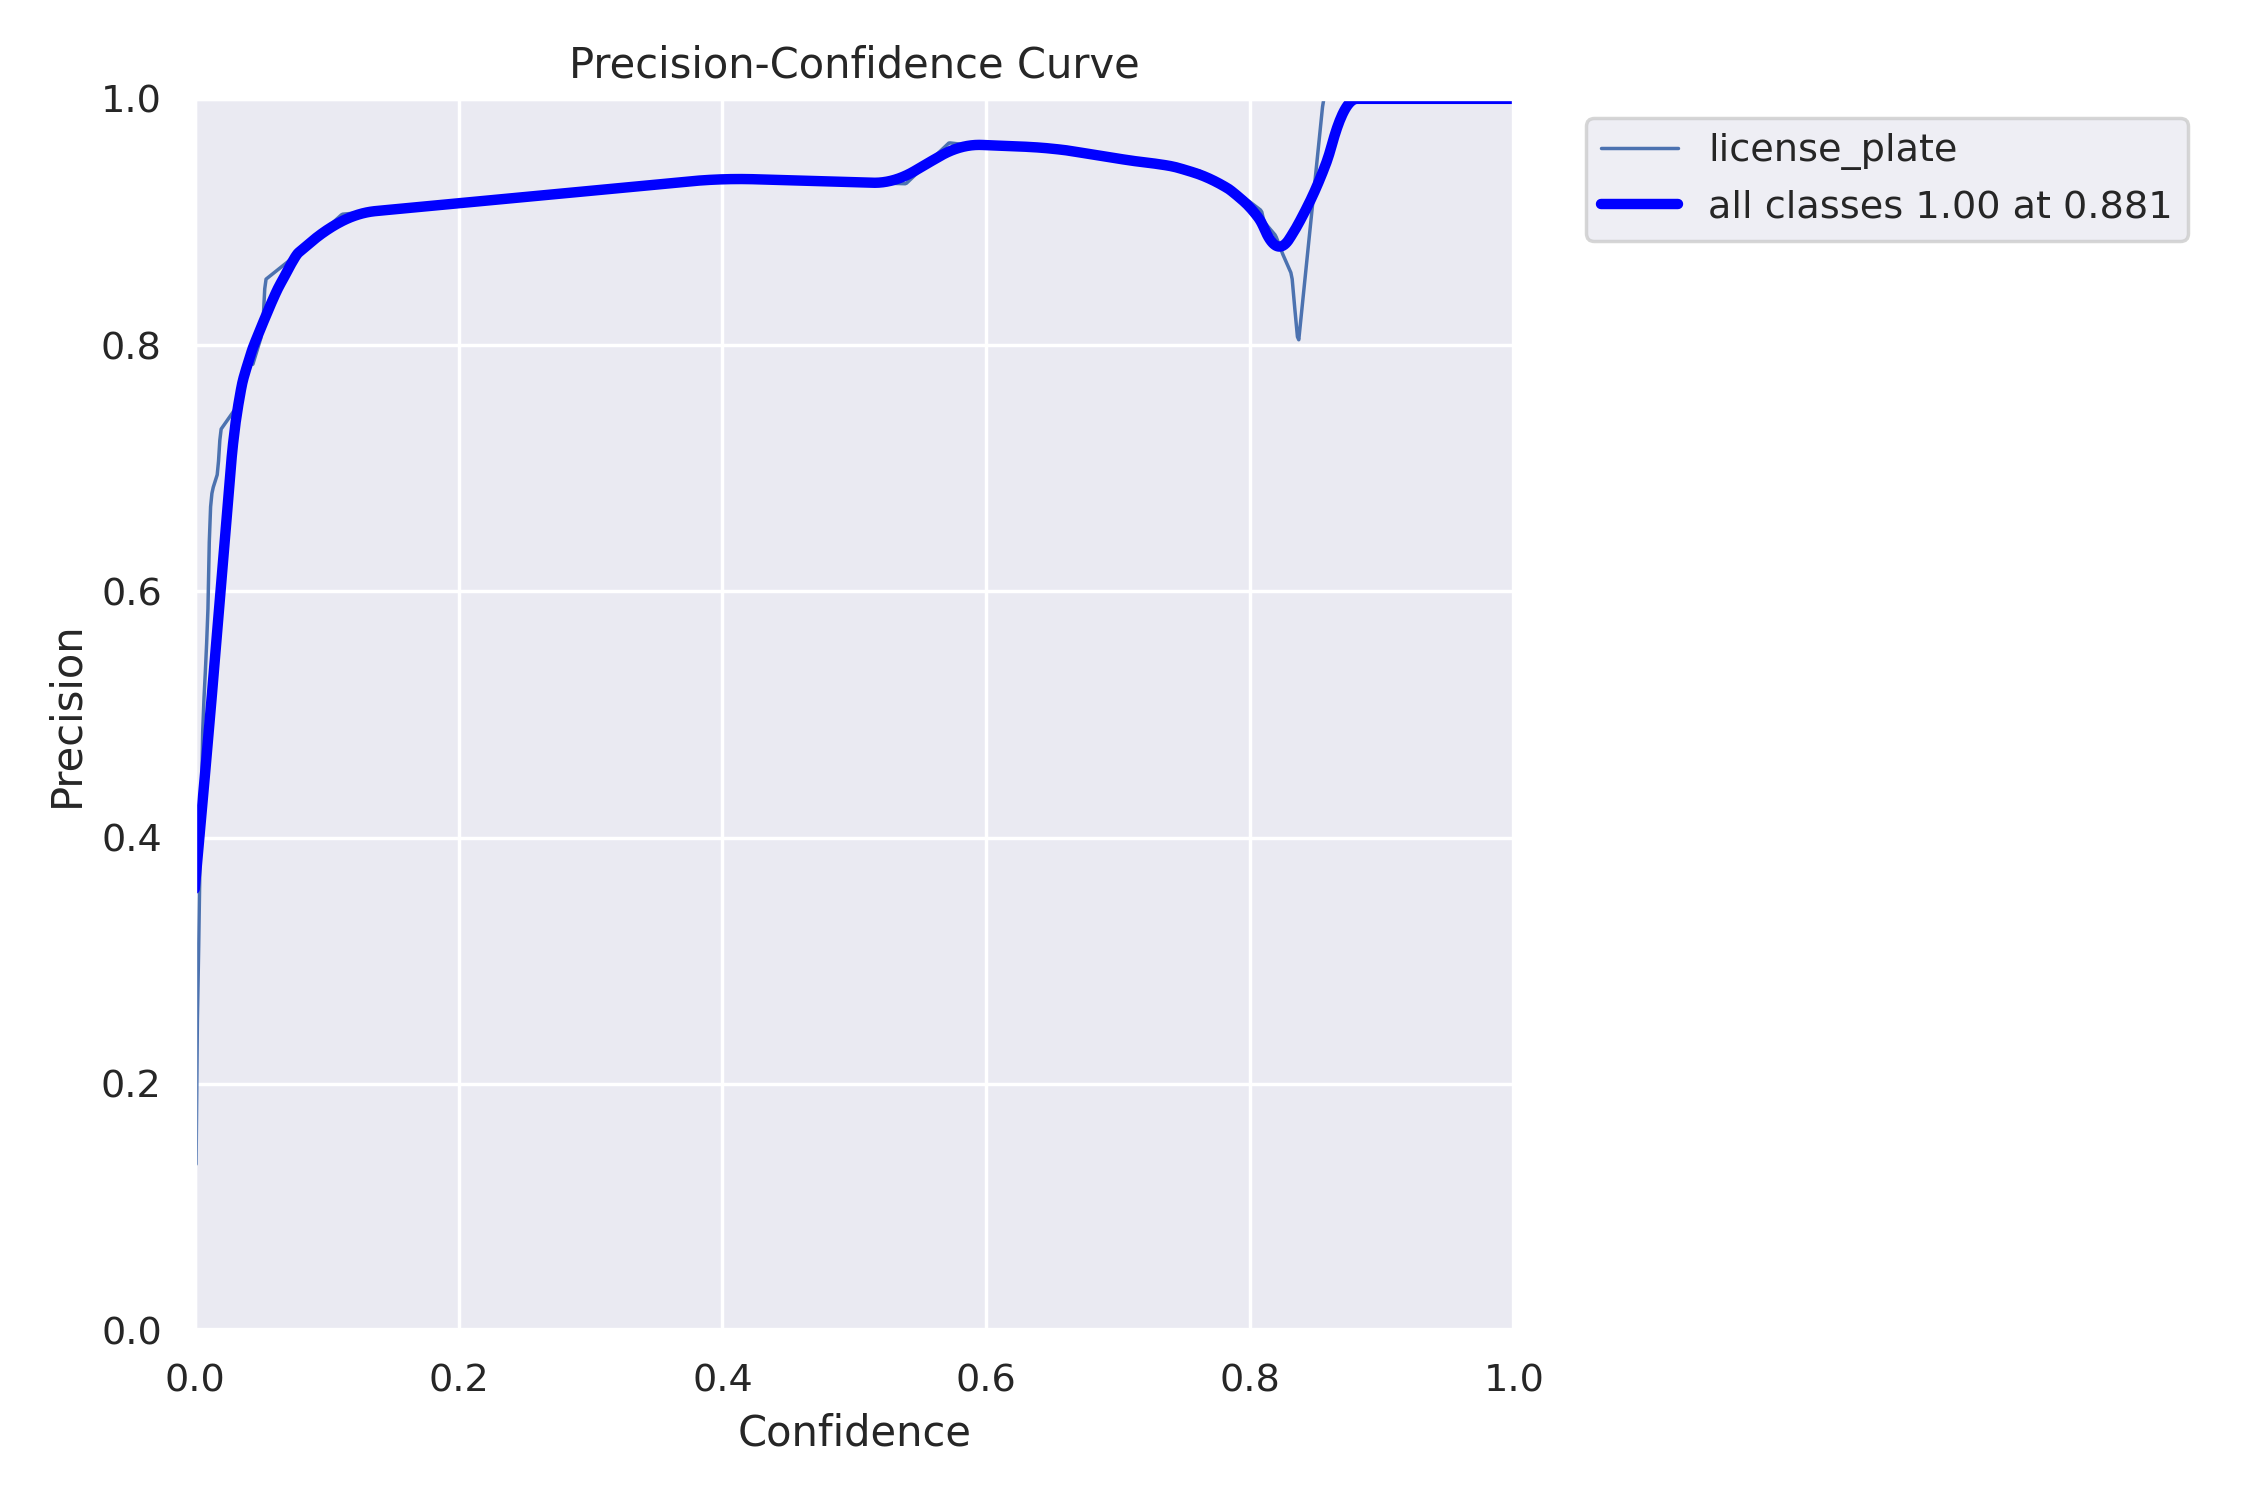 Precision-Confidence Curve
license_plate
all classes 1.00 at 0.881
1.0
0.8
0.6
0.4
0.2
0.0
Precision
0.0 0.2 0.4 0.6 0.8 1.0
Confidence